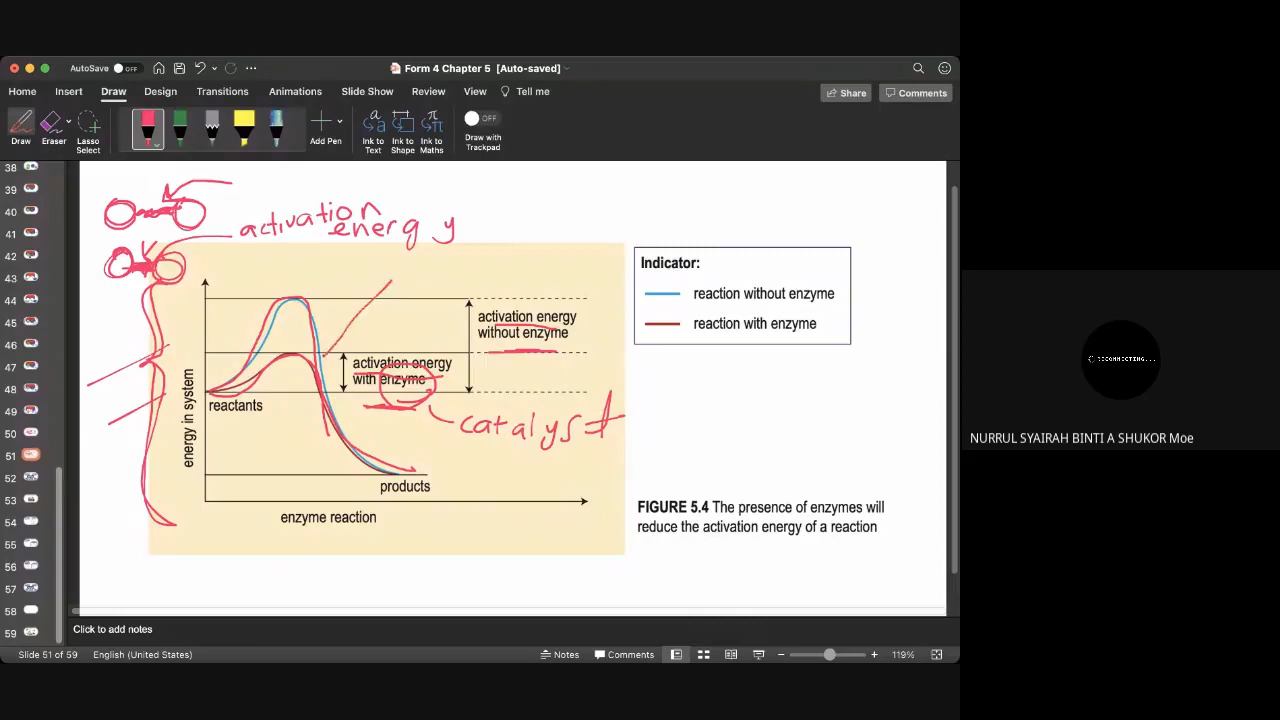 AutoSave OFF
Form 4 Chapter 5 [Auto-saved]
Home Insert Draw Design Transitions Animations Slide Show Review View Tell me
Share Comments
OFF
Draw Eraser Lasso Select Add Pen Ink to Text Ink to Shape Ink to Maths Draw with Trackpad
38
39
40
41
42
43
44
45
46
47
48
49
50
51
52
53
54
55
56
57
58
59
activation
energy
Indicator:
reaction without enzyme
reaction with enzyme
activation energy
without enzyme
activation energy
with enzyme
reactants
energy in system
catalyst
products
enzyme reaction
FIGURE 5.4 The presence of enzymes will
reduce the activation energy of a reaction
Click to add notes
Slide 51 of 59 English (United States) Notes Comments 119%
RECONNECTING...
NURRUL SYAIRAH BINTI A SHUKOR Moe